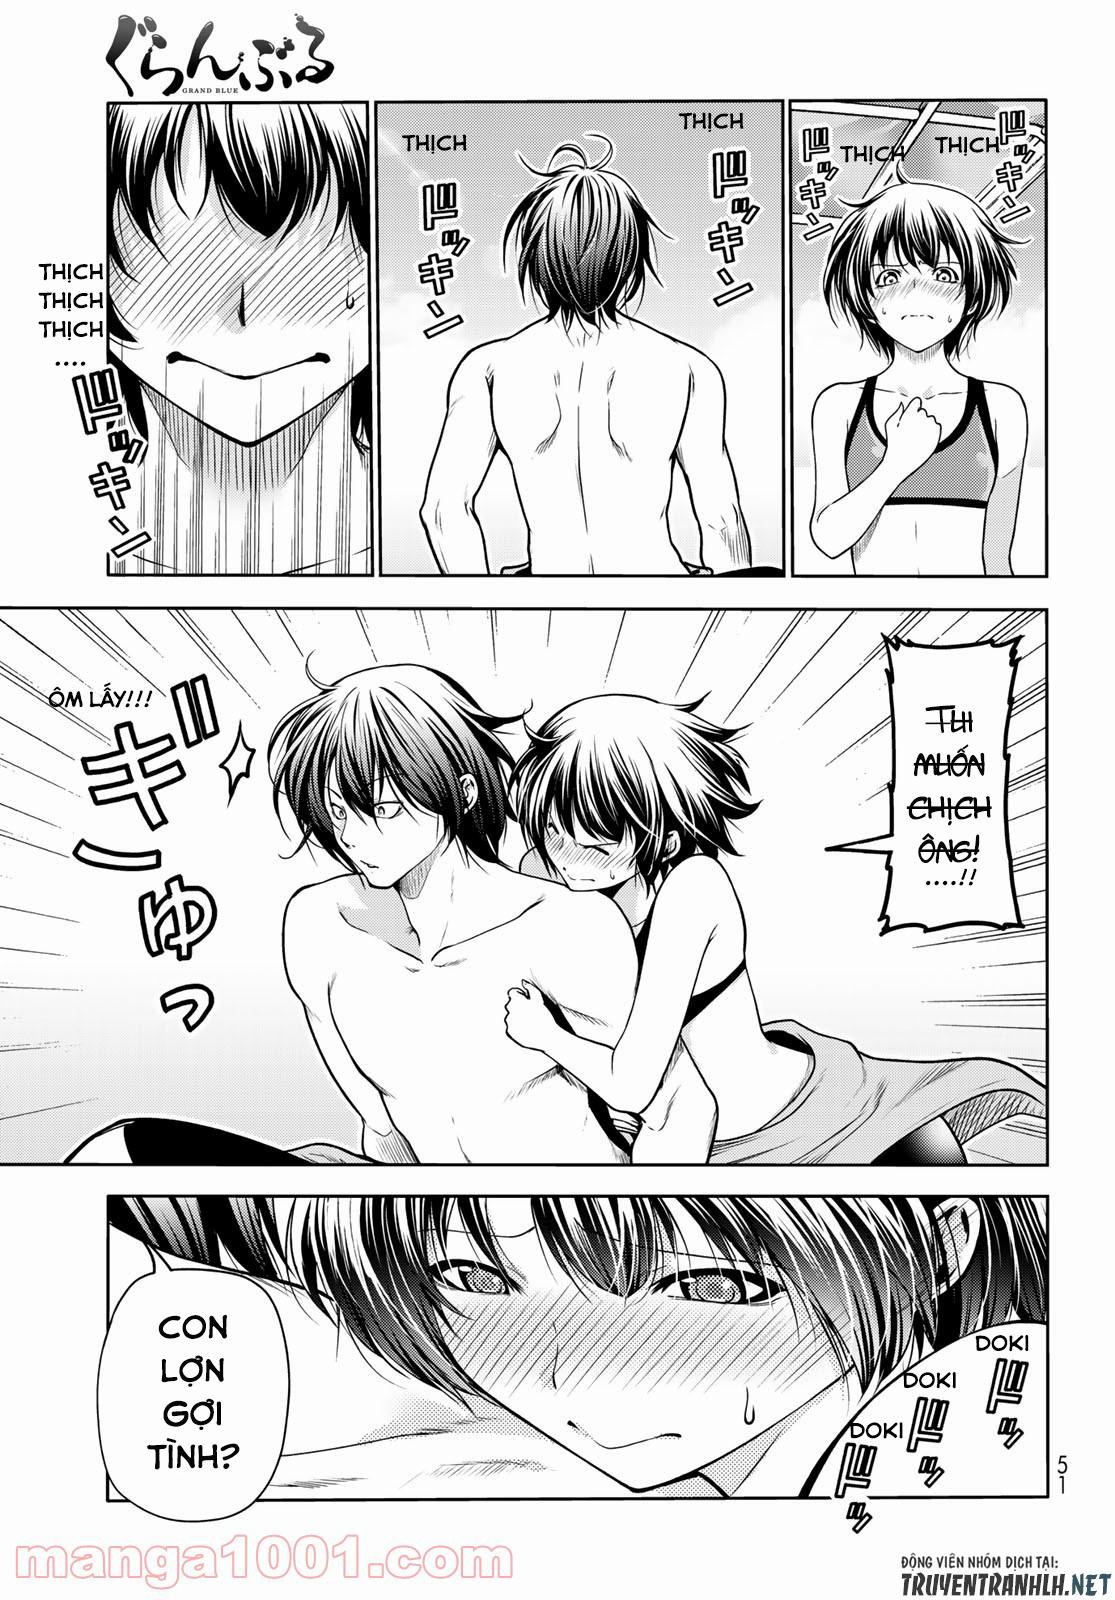 ぐらんぶる
GRAND BLUE
THỊCH
THỊCH
ドッキン
ドッキン
THỊCH
THỊCH
ドッキン
ドッキン
THỊCH
THỊCH
THỊCH
....
ドッキン
TUI
MUỐN
CHỊCH
ÔNG!
....!!
ÔM LẤY!!!
ギュッ
CON
LỢN
GỢI
TÌNH?
DOKI
DOKI
DOKI
ドッ
ドッ
ドッ
51
manga1001.com
ĐỘNG VIÊN NHÓM DỊCH TẠI:
TRUYENTRANHLH.NET